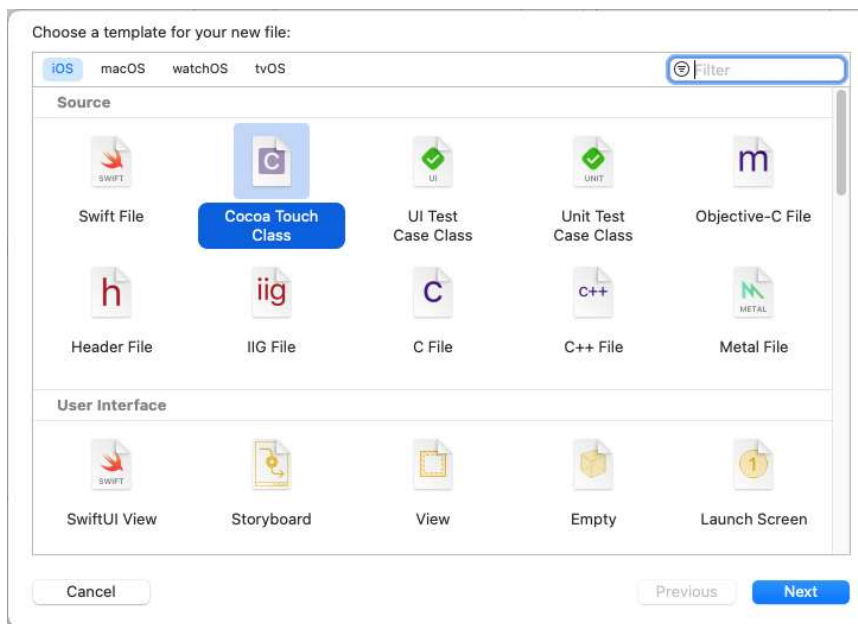 Choose a template for your new file:
iOS macOS watchOS tvOS Filter
Source
SWIFT C UI UNIT m
Swift File Cocoa Touch Class UI Test Case Class Unit Test Case Class Objective-C File
h iig C C++ METAL
Header File IIG File C File C++ File Metal File
User Interface
SWIFT 1
SwiftUI View Storyboard View Empty Launch Screen
Cancel Previous Next